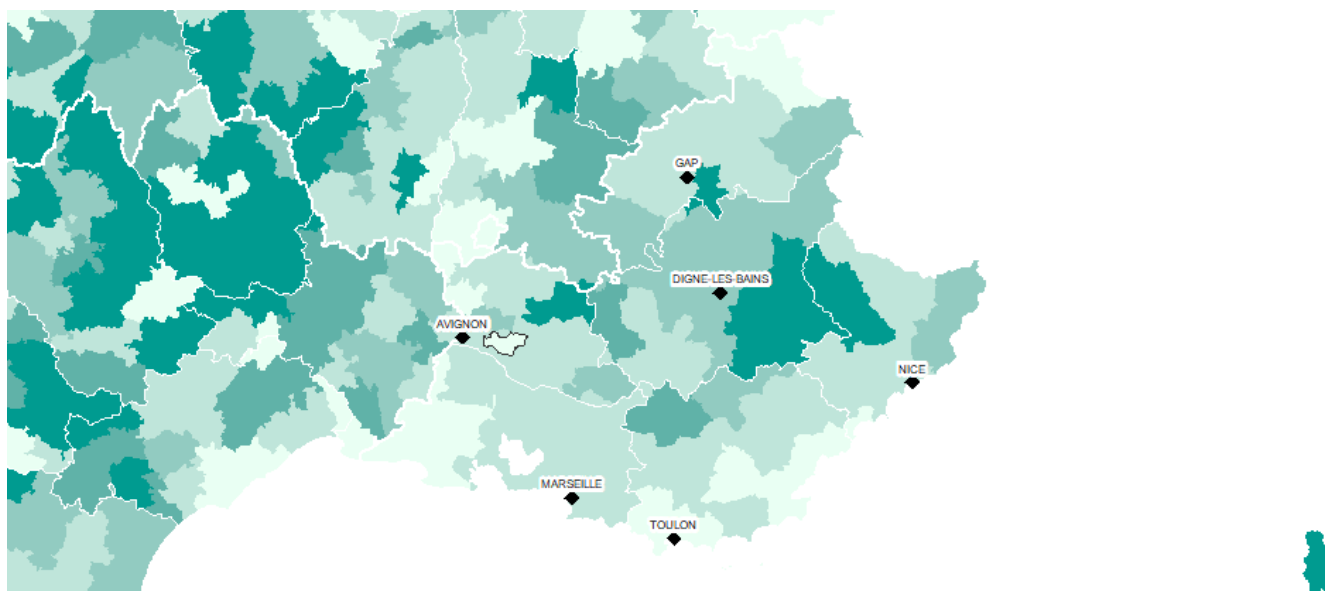 GAP
DIGNE-LES-BAINS
AVIGNON
NICE
MARSEILLE
TOULON